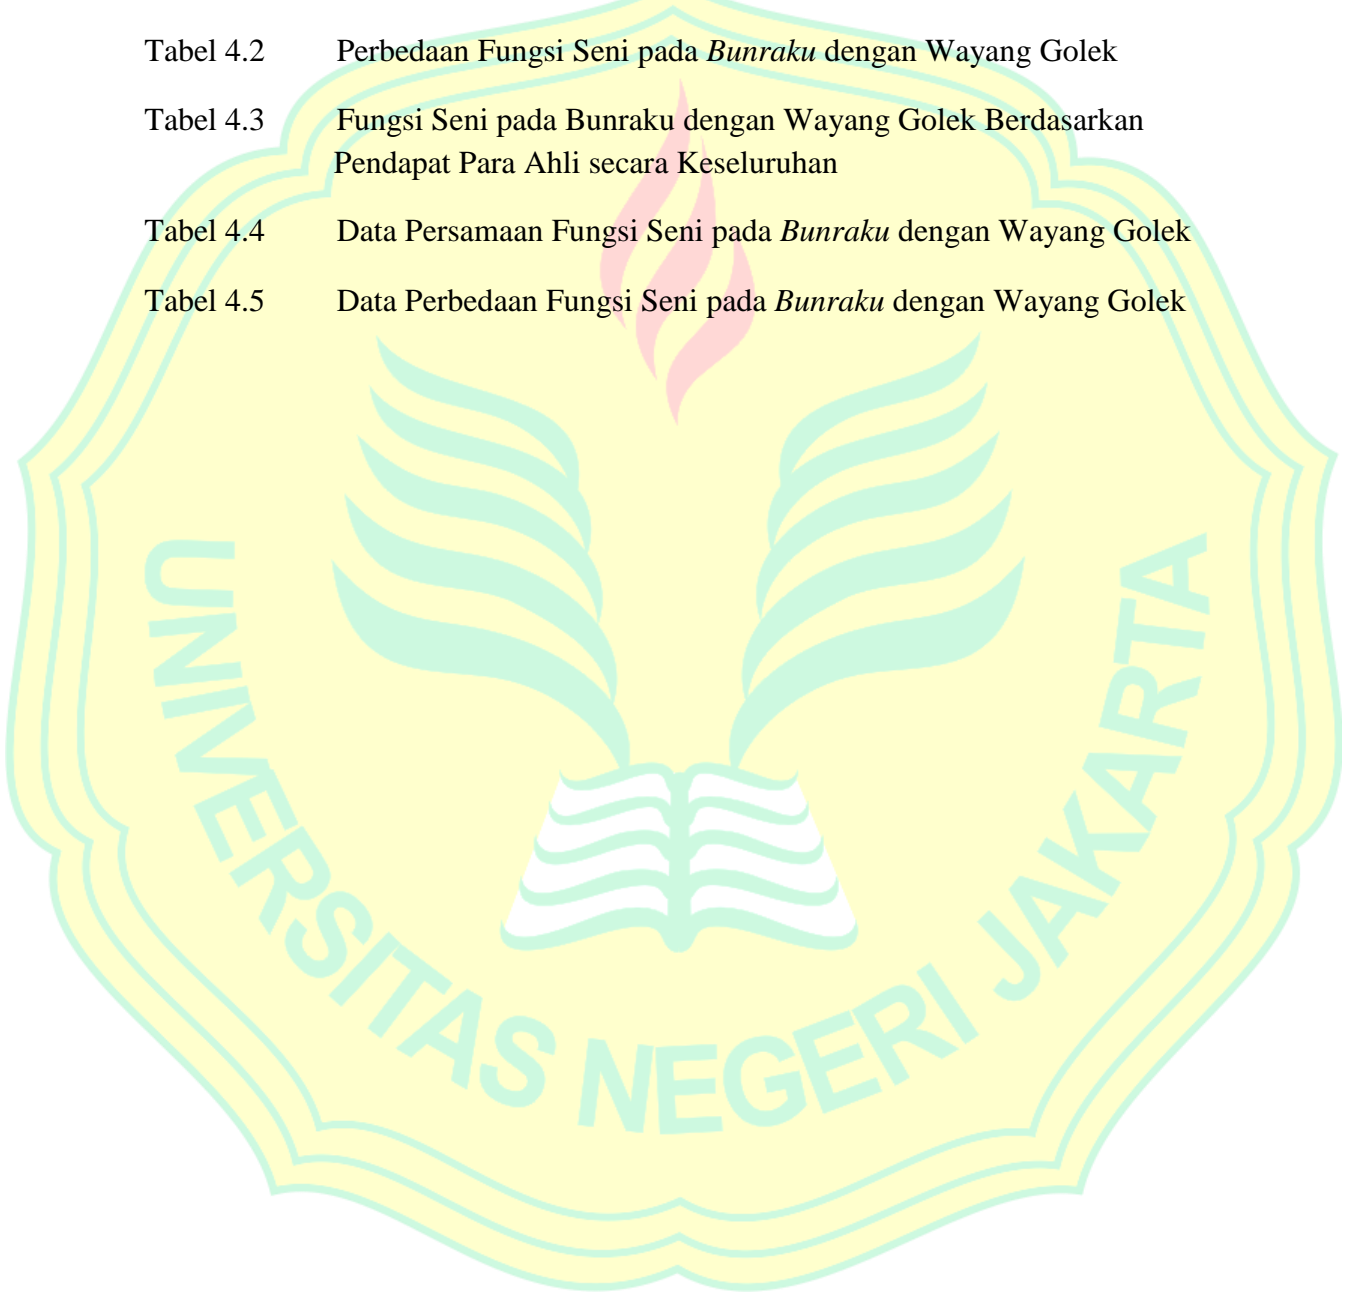 Tabel 4.2 Perbedaan Fungsi Seni pada Bunraku dengan Wayang Golek
Tabel 4.3 Fungsi Seni pada Bunraku dengan Wayang Golek Berdasarkan
Pendapat Para Ahli secara Keseluruhan
Tabel 4.4 Data Persamaan Fungsi Seni pada Bunraku dengan Wayang Golek
Tabel 4.5 Data Perbedaan Fungsi Seni pada Bunraku dengan Wayang Golek
UNIVERSITAS NEGERI JAKARTA